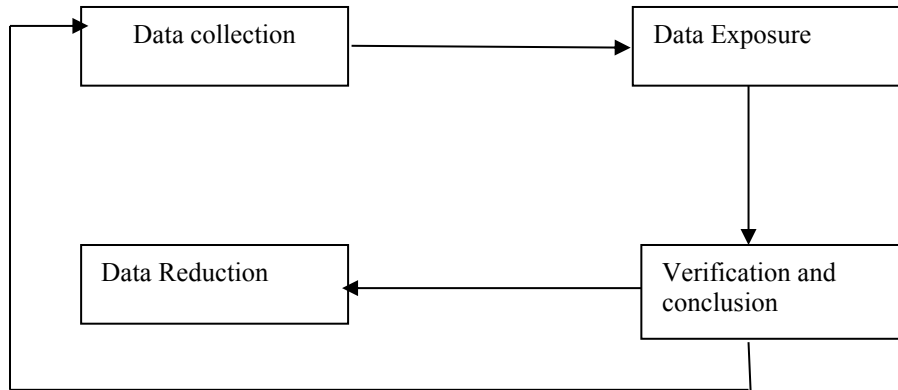 Data collection
Data Exposure
Data Reduction
Verification and
conclusion